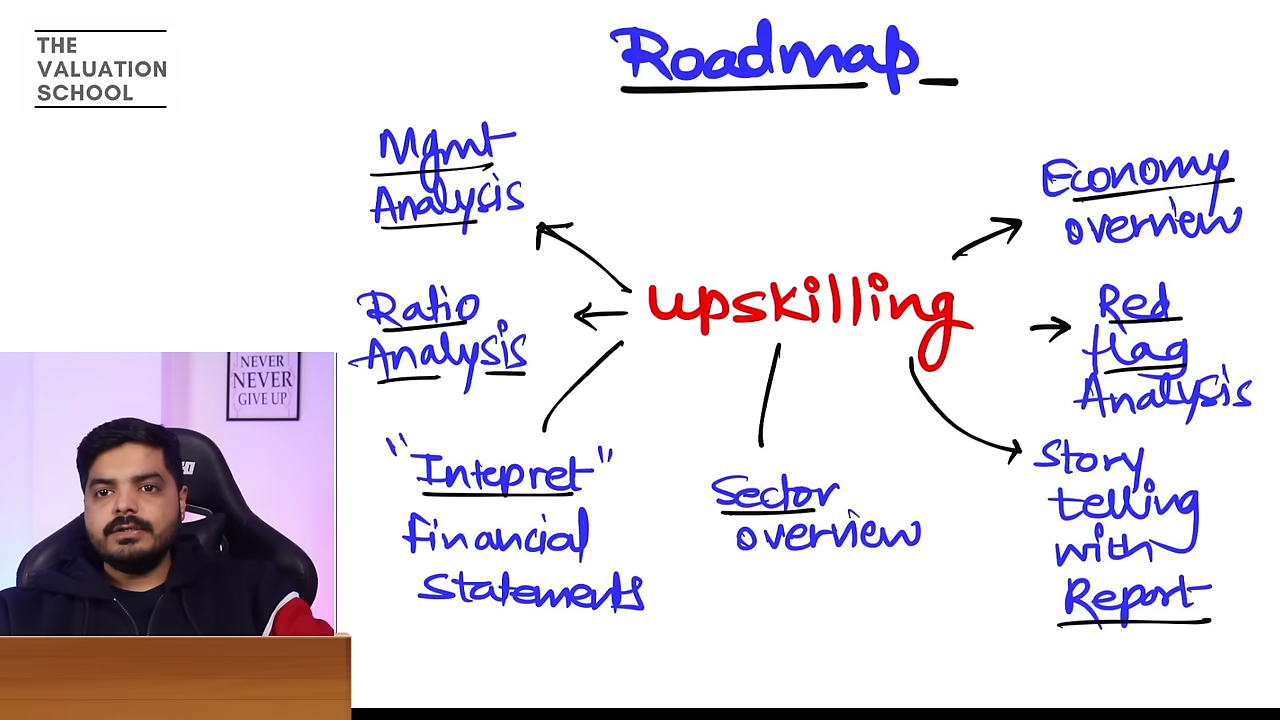 THE
VALUATION
SCHOOL
Roadmap
Mgmt
Analysis
Ratio
Analysis
"Intepret"
financial
statements
upskilling
Sector
overview
Economy
overview
Red
flag
Analysis
Story
telling
with
Report
NEVER
NEVER
GIVE UP